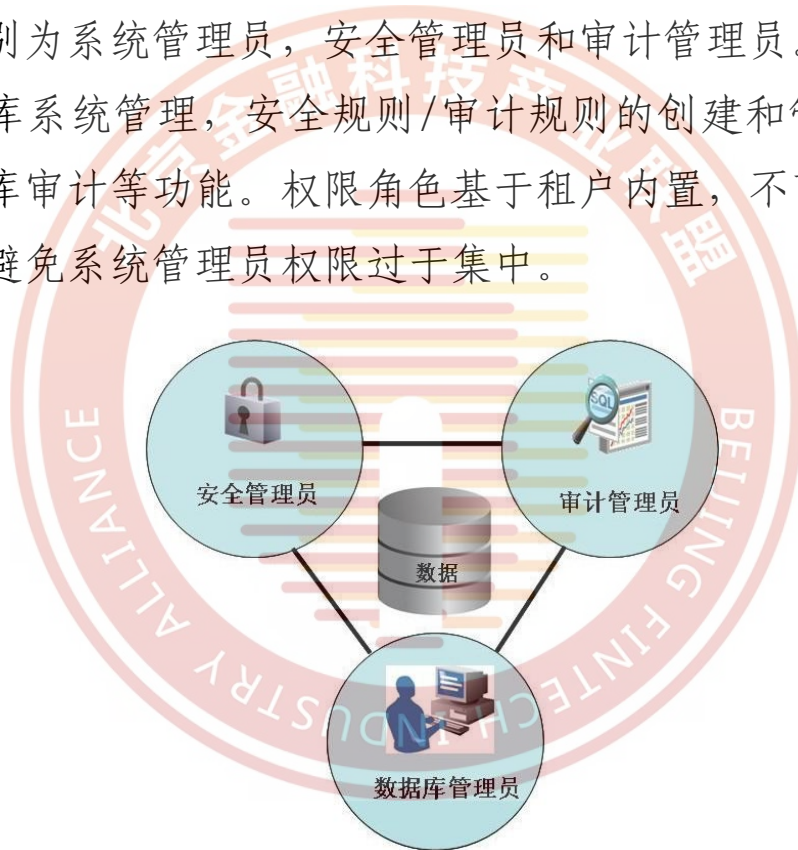 别为系统管理员，安全管理员和审计管理员。
库系统管理，安全规则/审计规则的创建和管
库审计等功能。权限角色基于租户内置，不
避免系统管理员权限过于集中。
北京金融科技产业联盟
BEIJING FINTECH INDUSTRY ALLIANCE
SQL
安全管理员
审计管理员
数据
数据库管理员